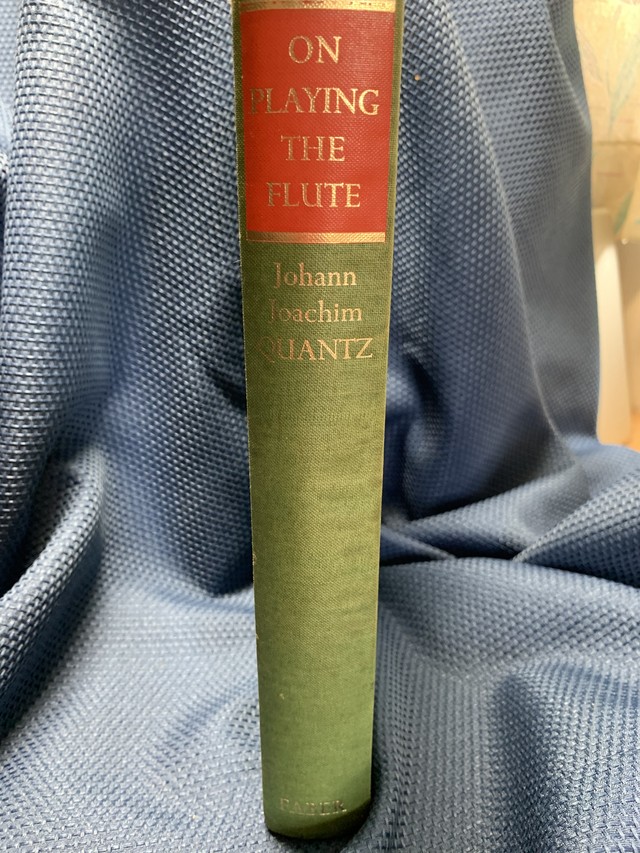 ON
PLAYING
THE
FLUTE
Johann
Joachim
QUANTZ
FABER